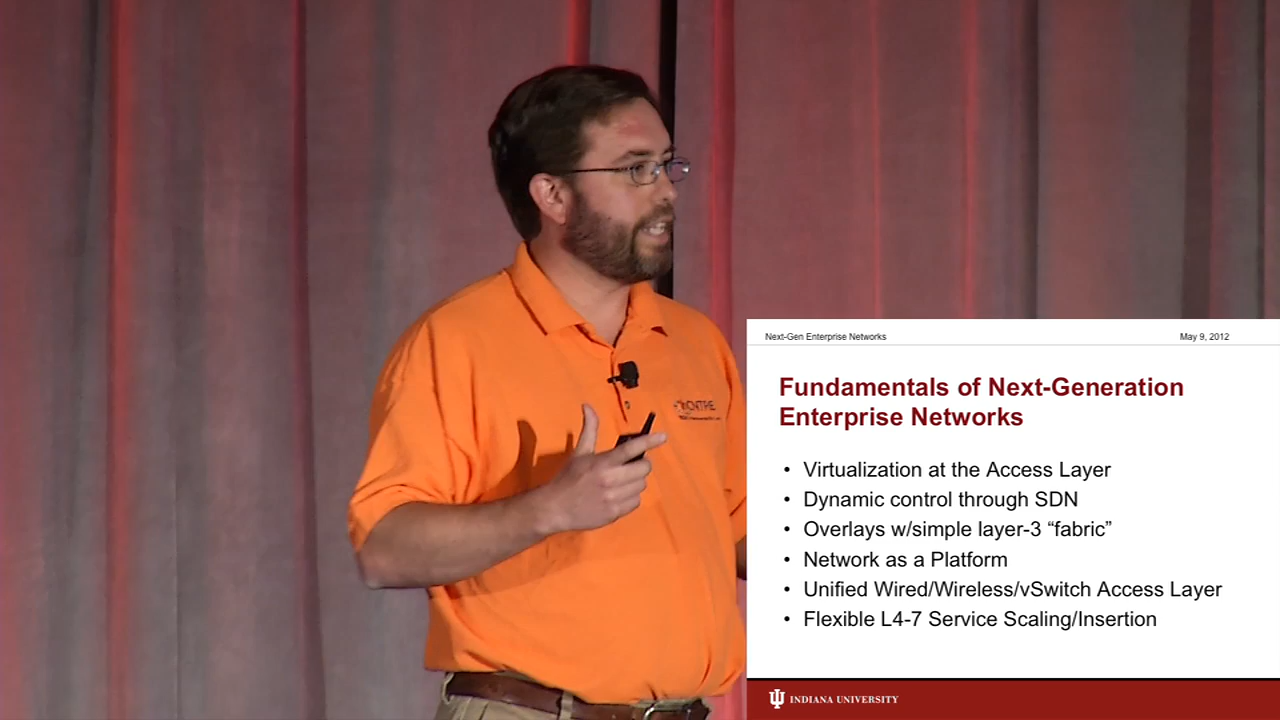 Next-Gen Enterprise Networks
May 9, 2012
Fundamentals of Next-Generation
Enterprise Networks
• Virtualization at the Access Layer
• Dynamic control through SDN
• Overlays w/simple layer-3 “fabric”
• Network as a Platform
• Unified Wired/Wireless/vSwitch Access Layer
• Flexible L4-7 Service Scaling/Insertion
INDIANA UNIVERSITY